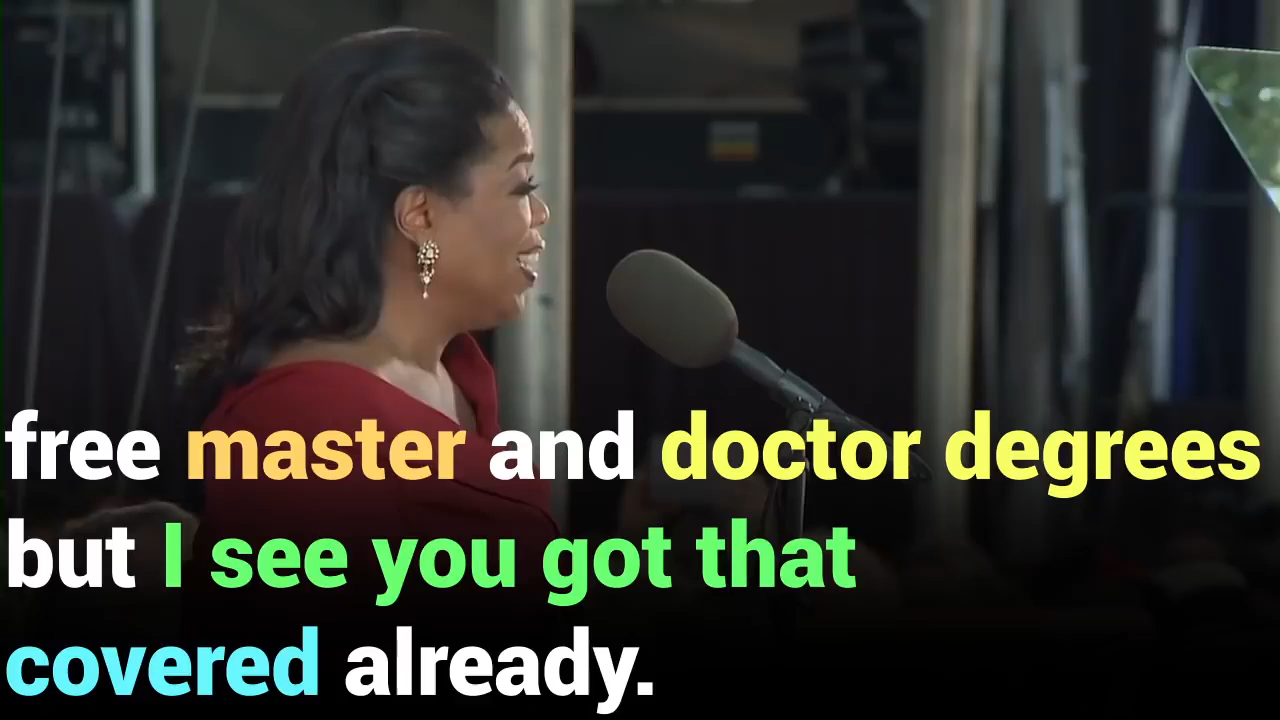 free master and doctor degrees
but I see you got that
covered already.